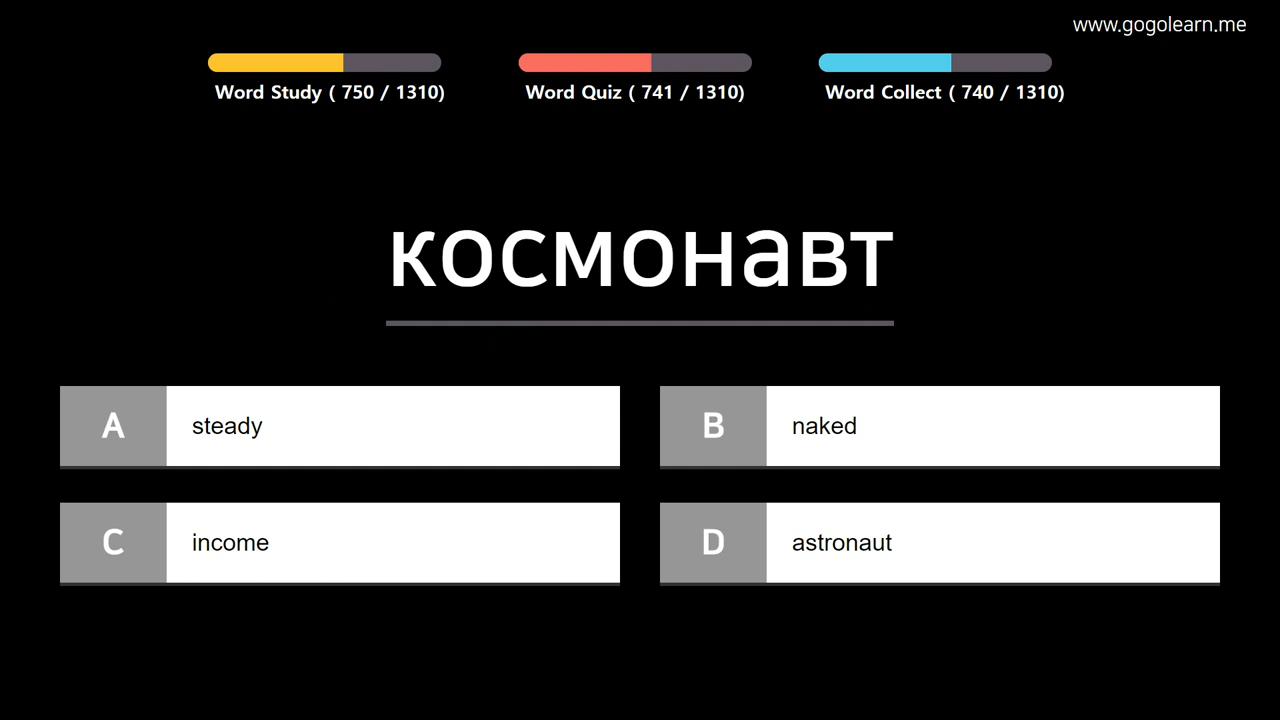 www.gogolearn.me
Word Study ( 750 / 1310)
Word Quiz ( 741 / 1310)
Word Collect ( 740 / 1310)
космонавт
A steady
B naked
C income
D astronaut